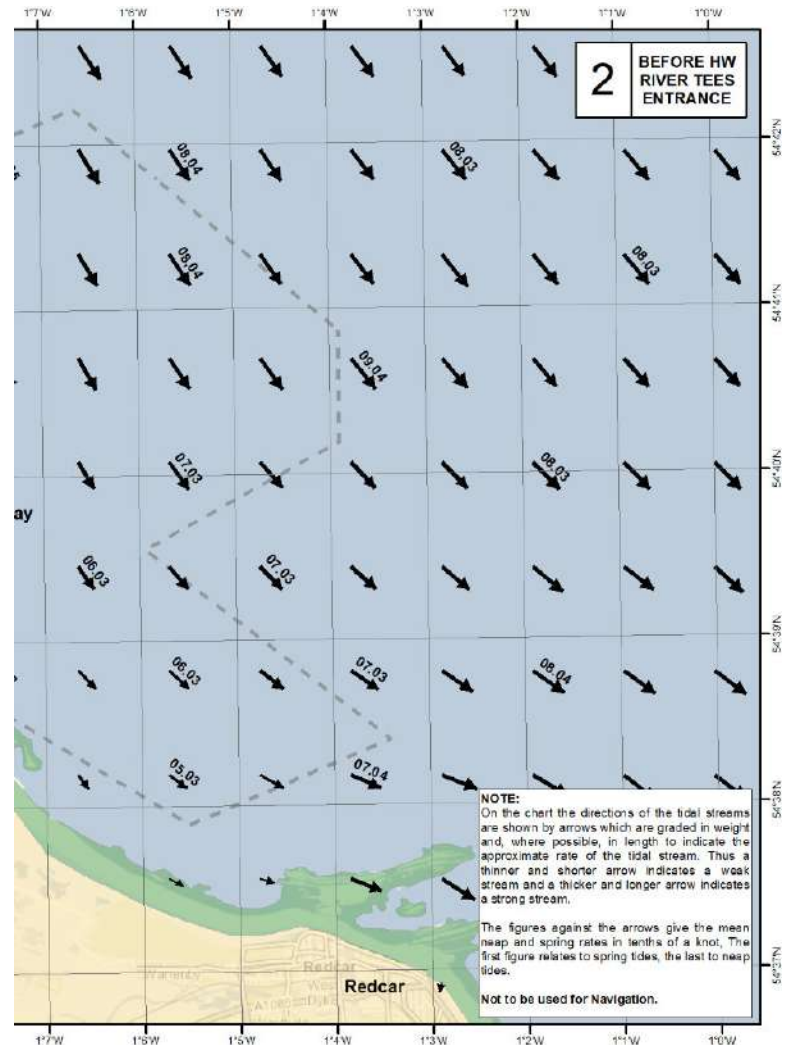 1°7'W 1°6'W 1°5'W 1°4'W 1°3'W 1°2'W 1°1'W 1°0'W
2
BEFORE HW
RIVER TEES
ENTRANCE
54°42'N
08.04
08.03
08.04
08.03
54°41'N
09.04
07.03
08.03
54°40'N
ay
06.03
07.03
54°39'N
06.03
07.03
08.04
05.03
07.04
54°38'N
NOTE:
On the chart the directions of the tidal streams
are shown by arrows which are graded in weight
and, where possible, in length to indicate the
approximate rate of the tidal stream. Thus a
thinner and shorter arrow indicates a weak
stream and a thicker and longer arrow indicates
a strong stream.
The figures against the arrows give the mean
neap and spring rates in tenths of a knot, The
first figure relates to spring tides, the last to neap
tides.
Not to be used for Navigation.
54°37'N
Warrenby
Redcar
Redcar
1°7'W 1°6'W 1°5'W 1°4'W 1°3'W 1°2'W 1°1'W 1°0'W